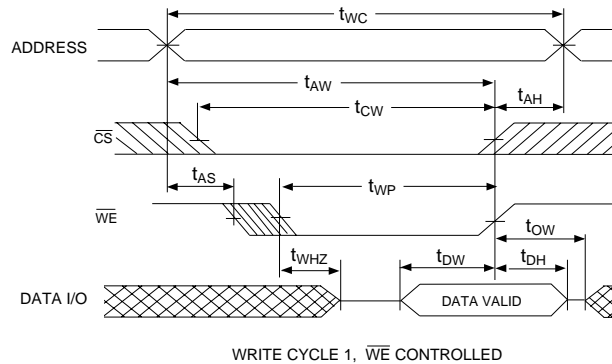 tWC
ADDRESS
tAW
tCW
tAH
CS
tAS
tWP
WE
tOW
tWHZ
tDW
tDH
DATA I/O
DATA VALID
WRITE CYCLE 1, WE CONTROLLED